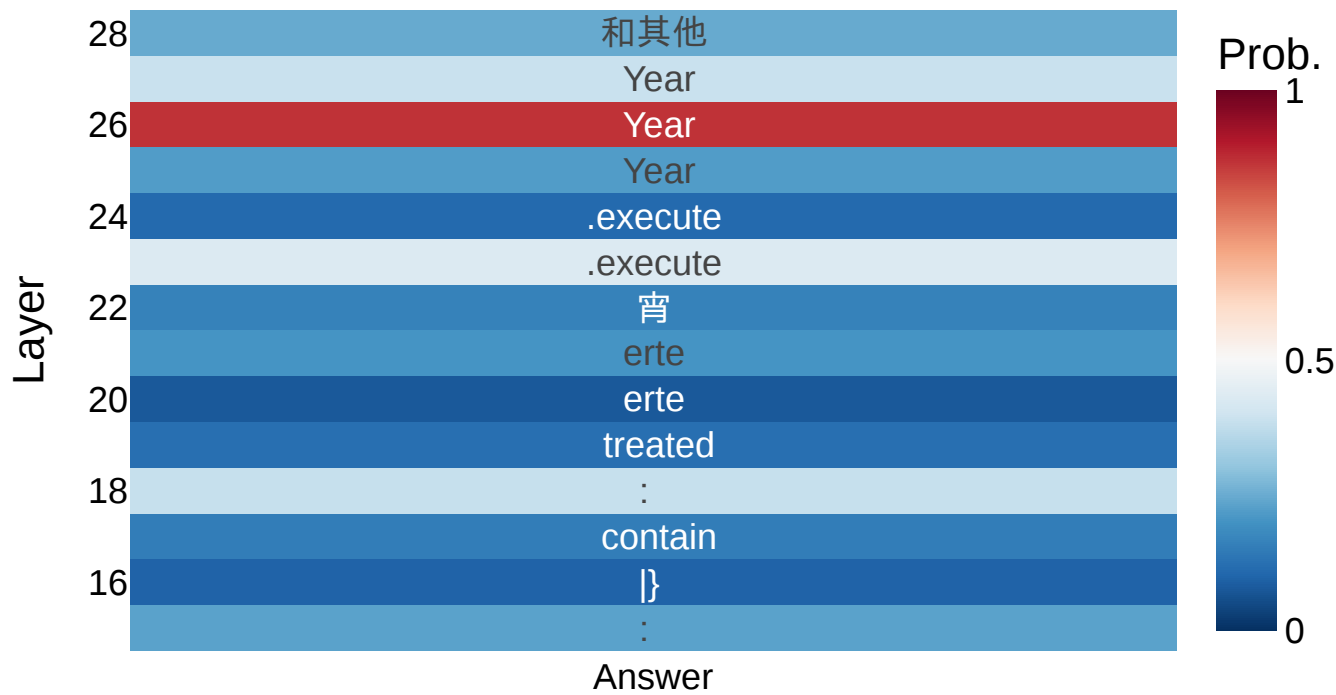 28 和其他
Year
26 Year
Year
24 .execute
.execute
22 宵
erte
20 erte
treated
18 :
contain
16 |}
:
Answer
Layer
Prob.
1
0.5
0